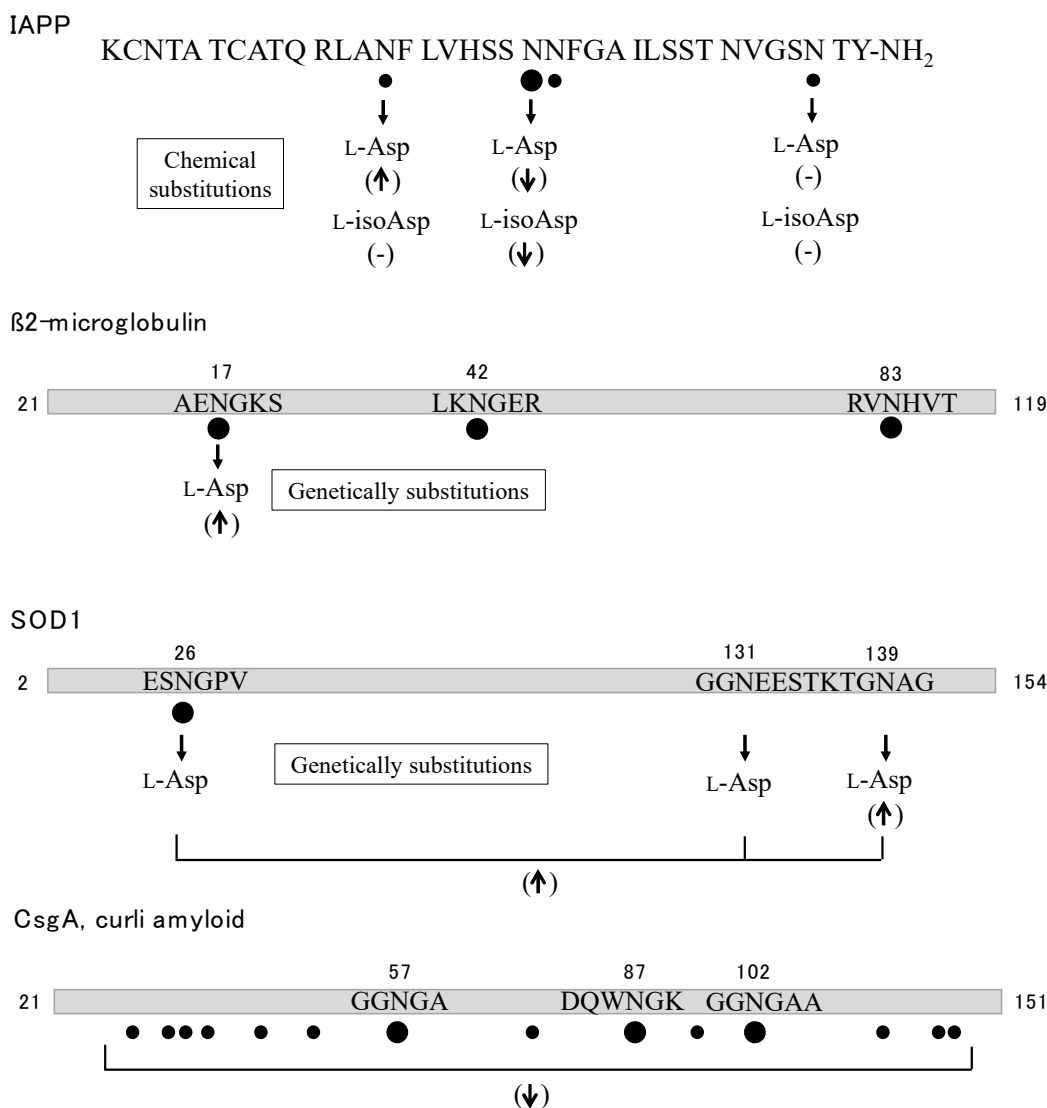 IAPP
KCNTA TCATQ RLANF LVHSS NNFGA ILSST NVGSN TY-NH2
L-Asp L-Asp L-Asp
Chemical substitutions
(↑) (↓) (-)
L-isoAsp L-isoAsp L-isoAsp
(-) (↓) (-)
ß2-microglobulin
17 42 83
21 AENGKS LKNGER RVNHVT 119
L-Asp
Genetically substitutions
(↑)
SOD1
26 131 139
2 ESNGPV GGNEESTKTGNAG 154
L-Asp Genetically substitutions L-Asp L-Asp
(↑)
(↑)
CsgA, curli amyloid
57 87 102
21 GGNGA DQWNGK GGNGAA 151
(↓)